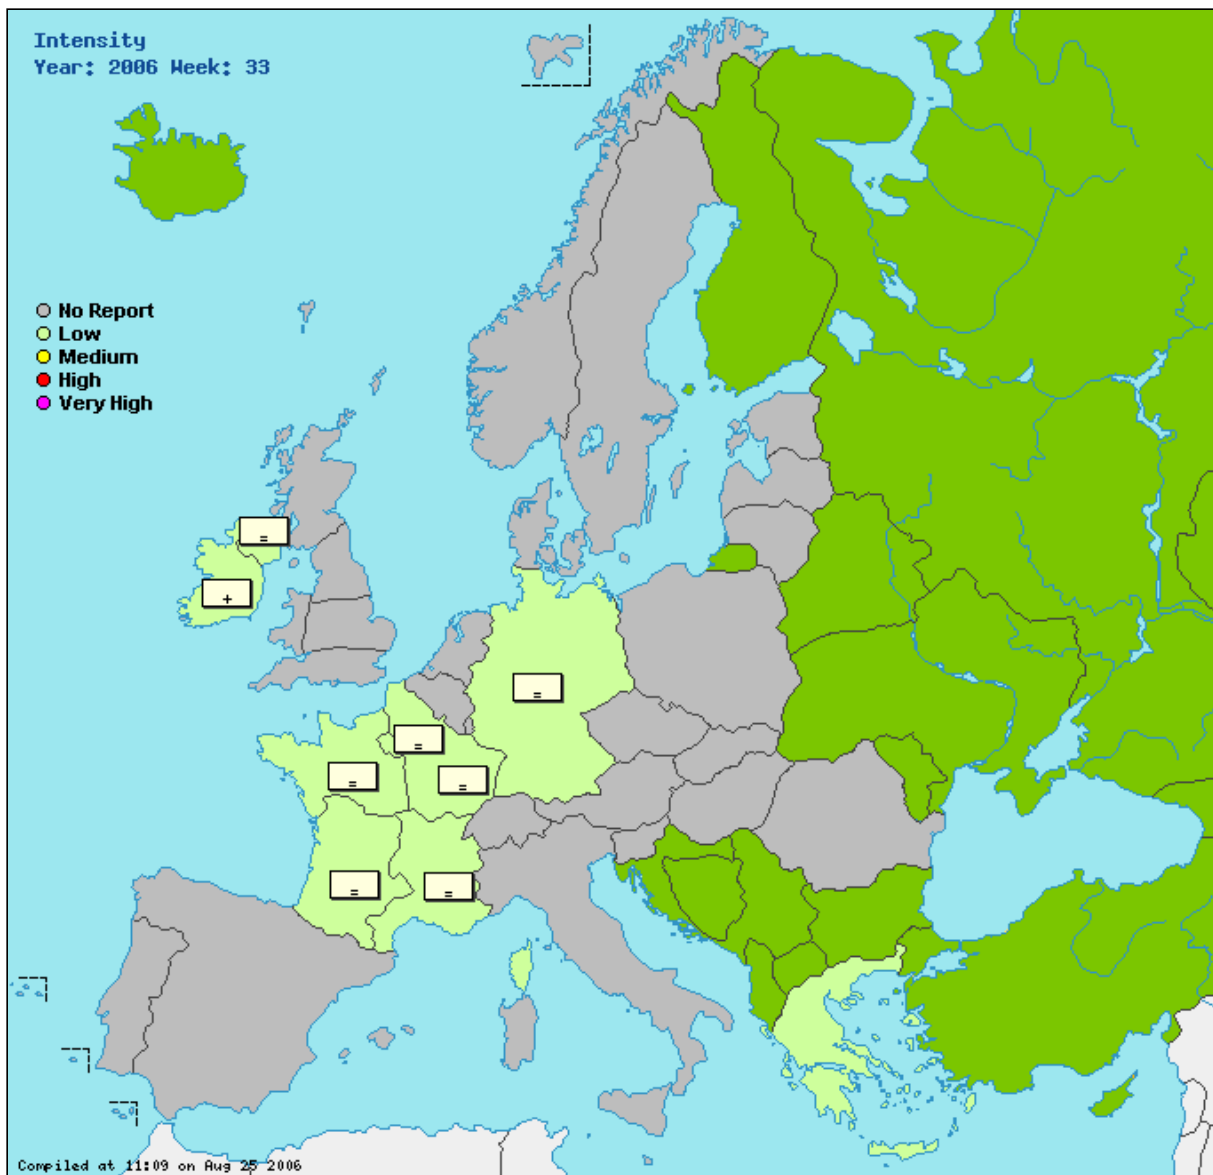 Intensity
Year: 2006 Week: 33
No Report
Low
Medium
High
Very High
=
+
=
=
=
=
=
=
Compiled at 11:09 on Aug 25 2006